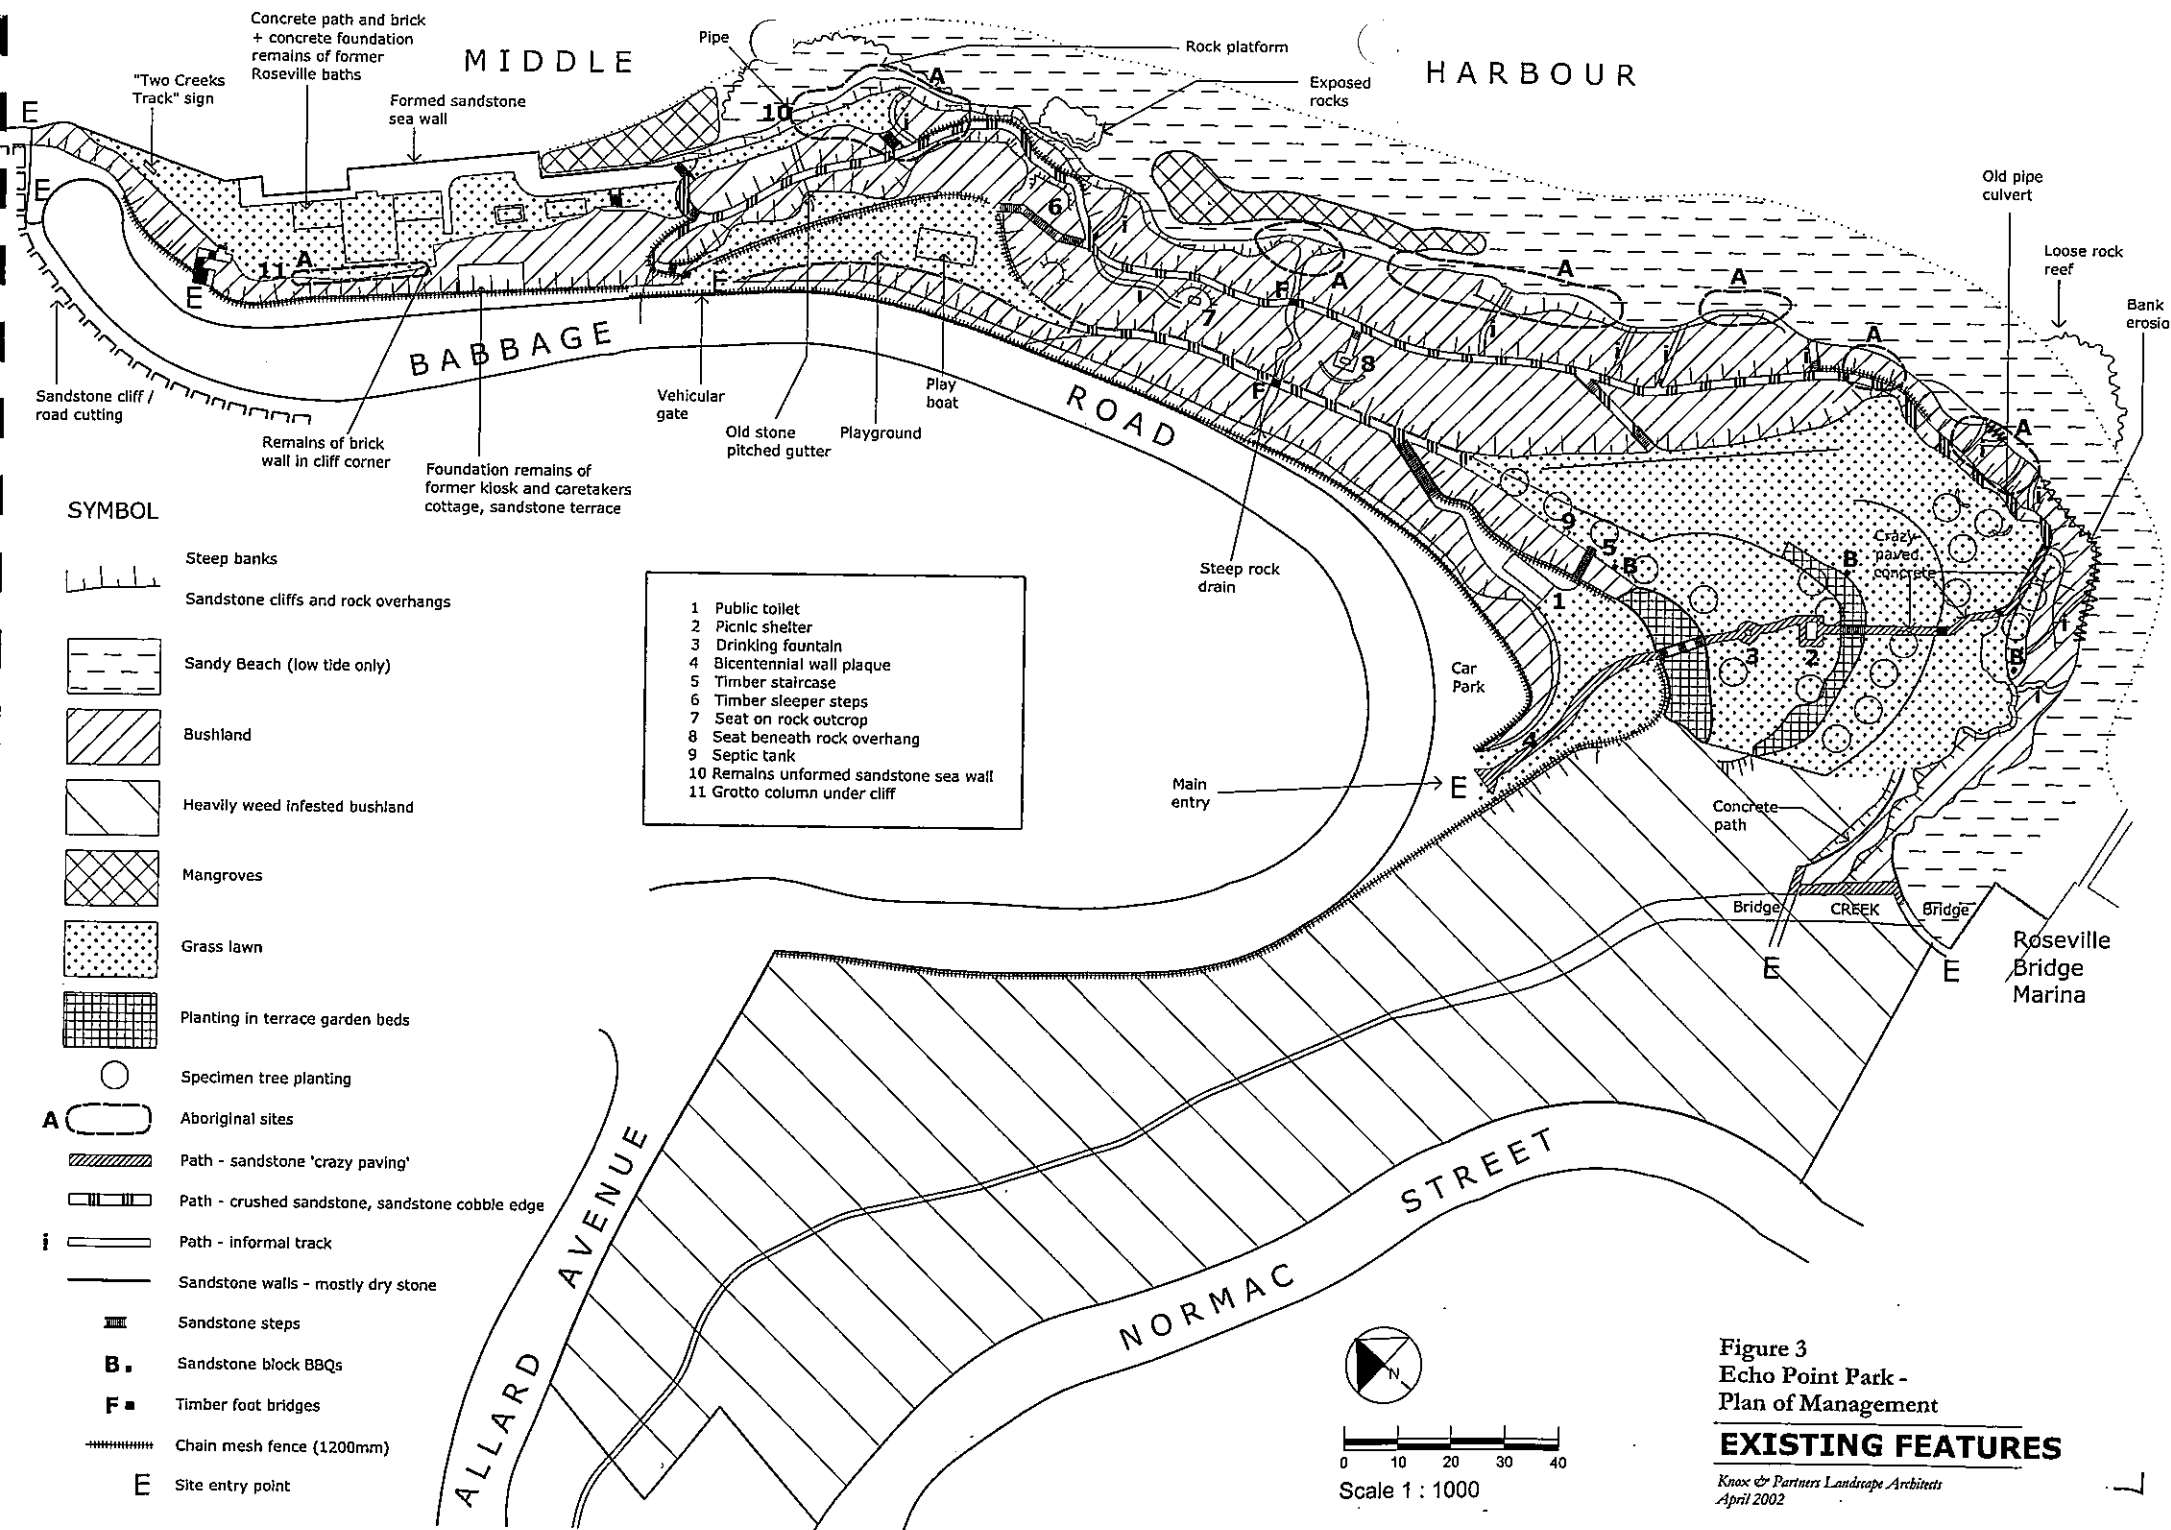 Concrete path and brick
+ concrete foundation
remains of former
Roseville baths
"Two Creeks
Track" sign
Formed sandstone
sea wall
MIDDLE
Pipe
Rock platform
Exposed
rocks
HARBOUR
Old pipe
culvert
Loose rock
reef
Bank
erosio
E
E
E
E
10
A
i
6
i
i
7
A
11
F
A
8
F
A
i
A
i
i
i
A
A
i
i
Sandstone cliff /
road cutting
BABBAGE
ROAD
Remains of brick
wall in cliff corner
Foundation remains of
former kiosk and caretakers
cottage, sandstone terrace
Vehicular
gate
Old stone
pitched gutter
Playground
Play
boat
Steep rock
drain
9
5
B
B
Crazy
paved
concrete
1
3
2
B
i
i
4
Car
Park
Main
entry
E
Concrete
path
Bridge
CREEK
Bridge
E
E
Roseville
Bridge
Marina
SYMBOL
Steep banks
Sandstone cliffs and rock overhangs
Sandy Beach (low tide only)
Bushland
Heavily weed infested bushland
Mangroves
Grass lawn
Planting in terrace garden beds
Specimen tree planting
A Aboriginal sites
Path - sandstone 'crazy paving'
Path - crushed sandstone, sandstone cobble edge
i Path - informal track
Sandstone walls - mostly dry stone
Sandstone steps
B. Sandstone block BBQs
F Timber foot bridges
Chain mesh fence (1200mm)
E Site entry point
1 Public toilet
2 Picnic shelter
3 Drinking fountain
4 Bicentennial wall plaque
5 Timber staircase
6 Timber sleeper steps
7 Seat on rock outcrop
8 Seat beneath rock overhang
9 Septic tank
10 Remains unformed sandstone sea wall
11 Grotto column under cliff
ALLARD AVENUE
NORMAC STREET
N
0 10 20 30 40
Scale 1 : 1000
Figure 3
Echo Point Park -
Plan of Management
EXISTING FEATURES
Knox & Partners Landscape Architects
April 2002